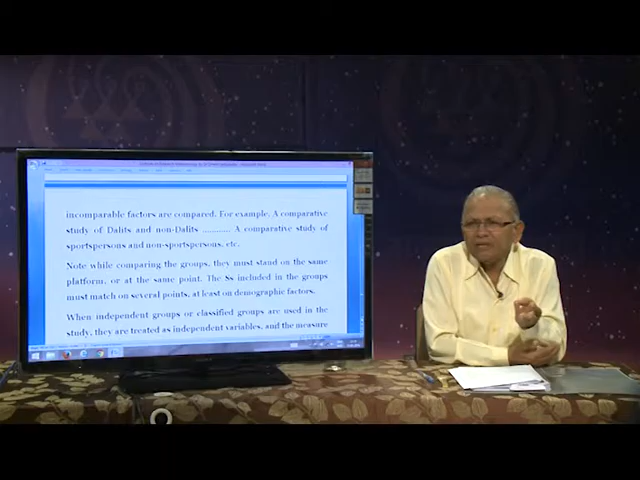 incomparable factors are compared. For example, A comparative
study of Dalits and non-Dalits ........... A comparative study of
sportspersons and non-sportspersons, etc.
Note while comparing the groups, they must stand on the same
platform, or at the same point. The Ss included in the groups
must match on several points, at least on demographic factors.
When independent groups or classified groups are used in the
study, they are treated as independent variables, and the measure